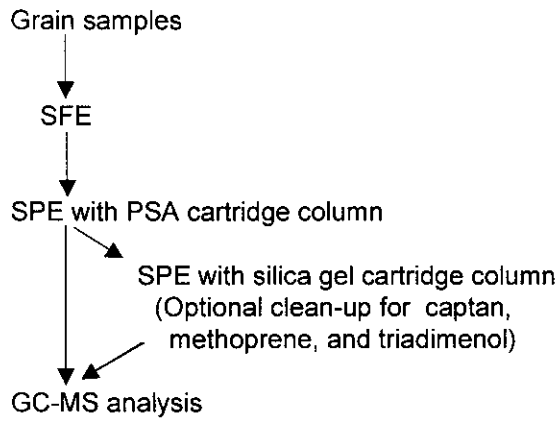 Grain samples
SFE
SPE with PSA cartridge column
SPE with silica gel cartridge column
(Optional clean-up for captan,
methoprene, and triadimenol)
GC-MS analysis